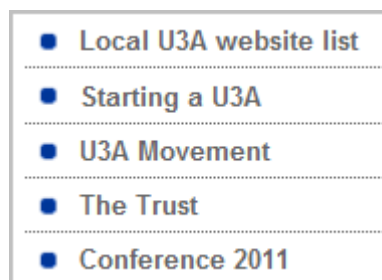 Local U3A website list
Starting a U3A
U3A Movement
The Trust
Conference 2011